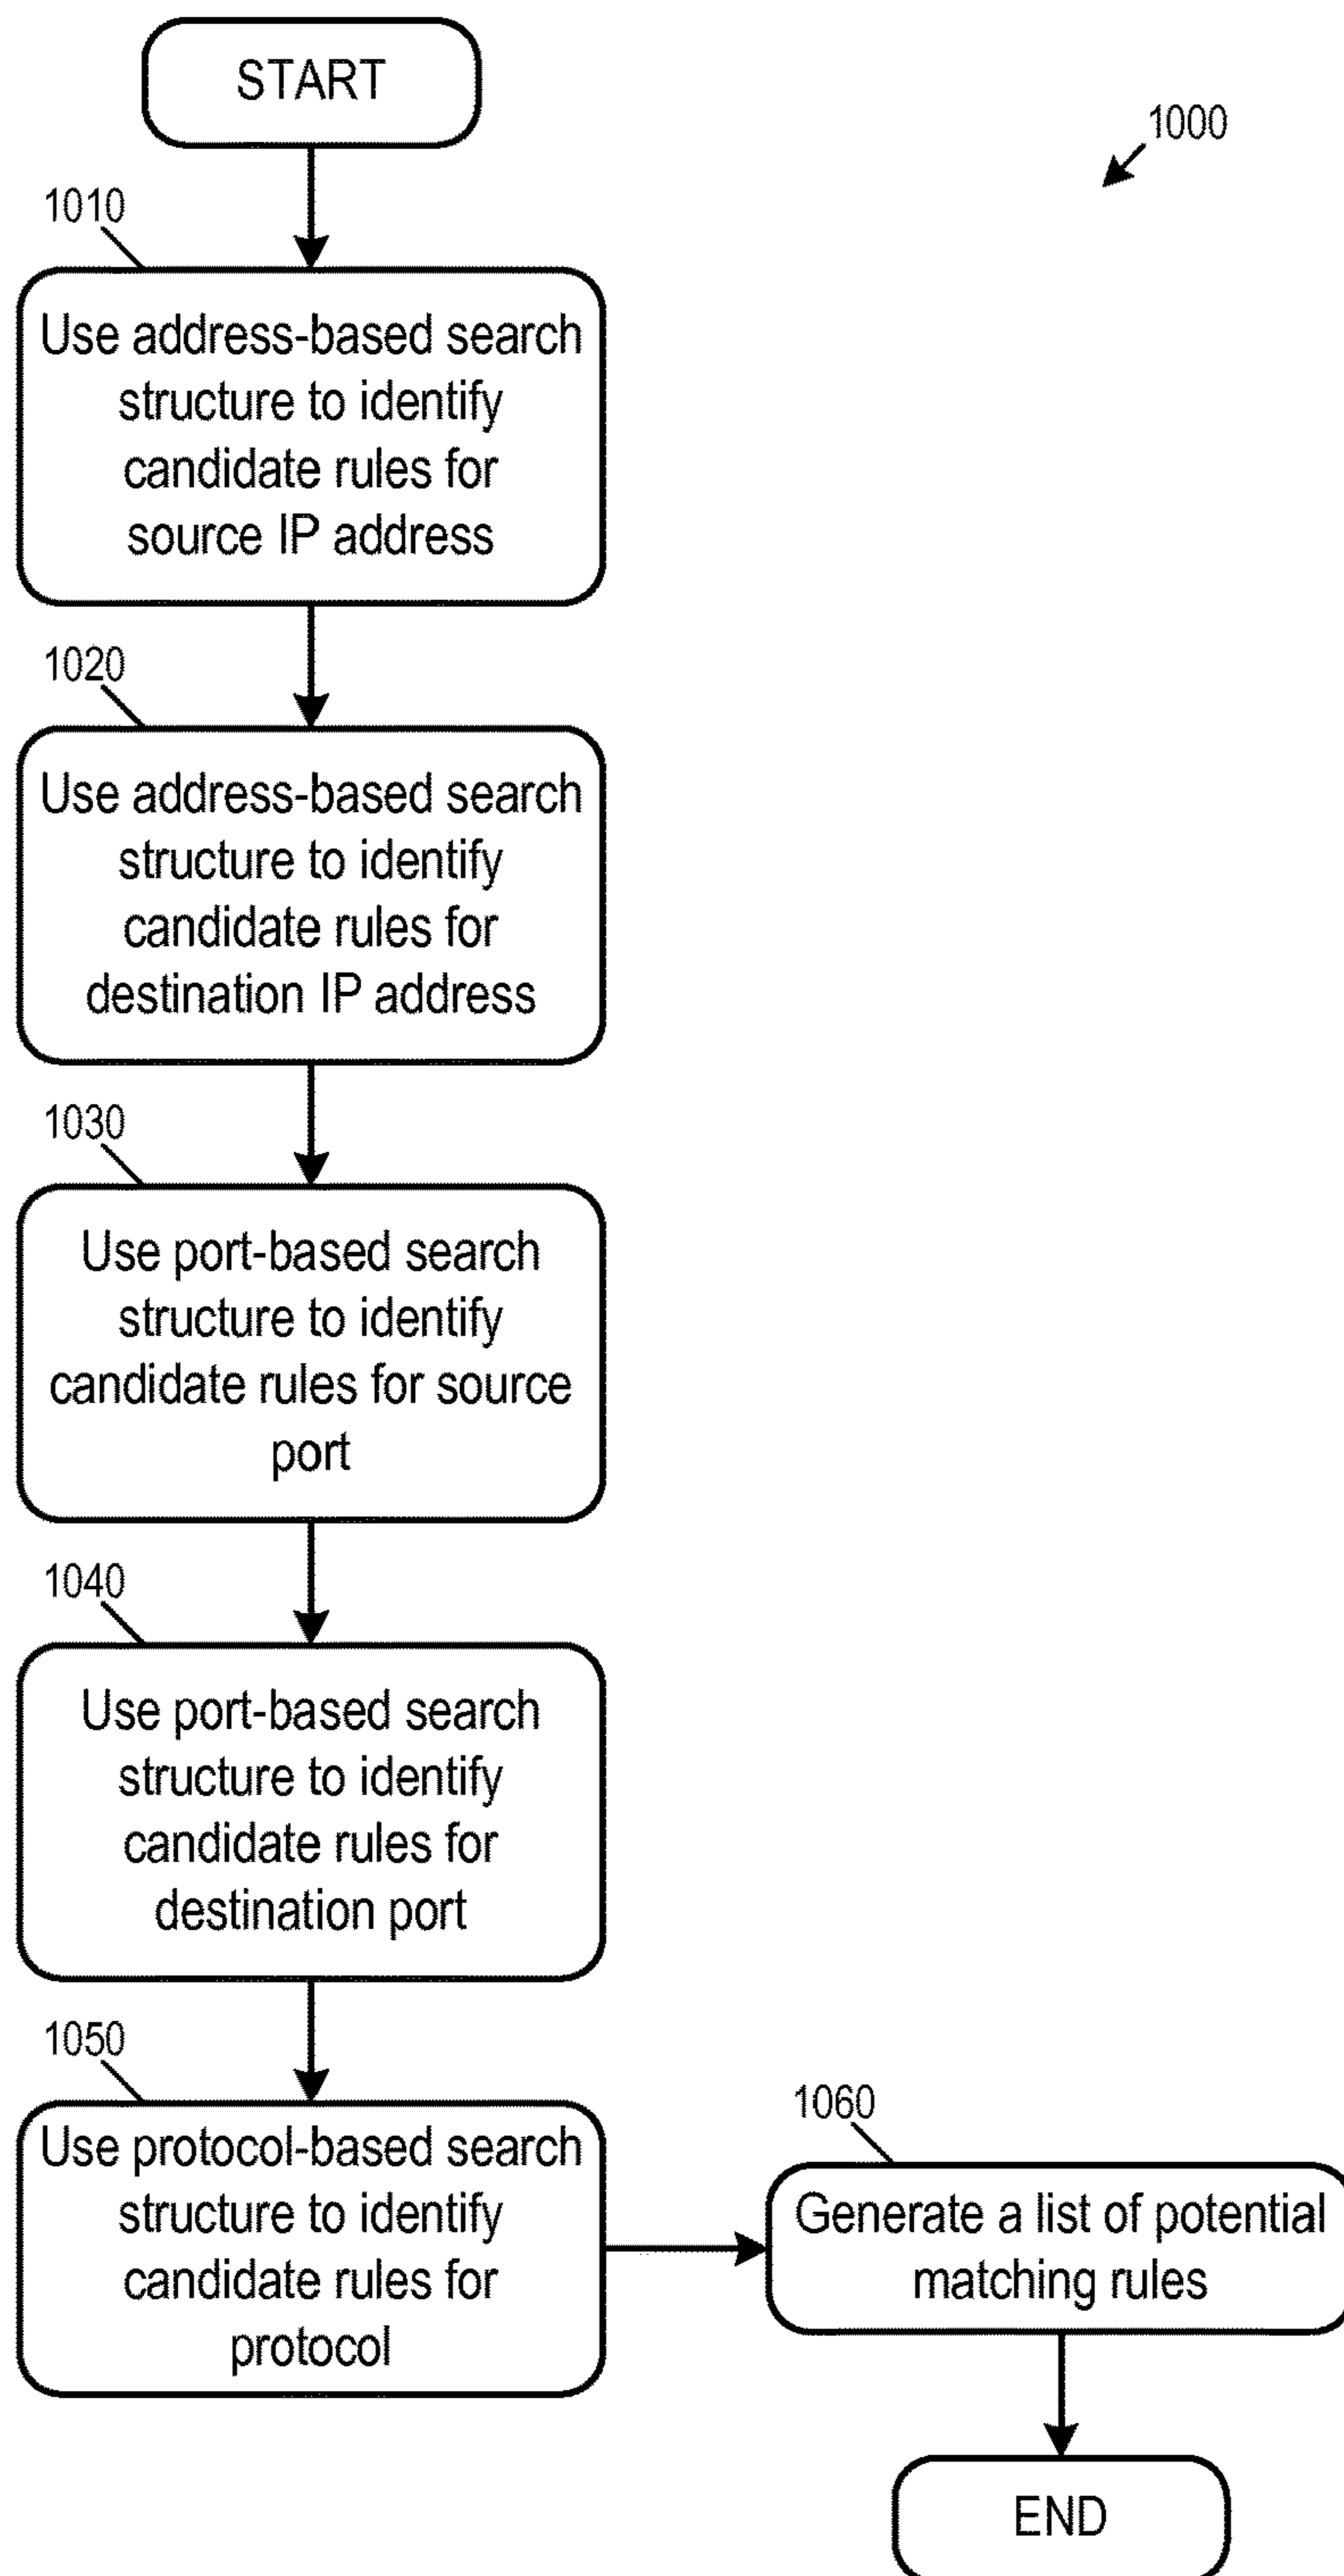 START
1000
1010
Use address-based search
structure to identify
candidate rules for
source IP address
1020
Use address-based search
structure to identify
candidate rules for
destination IP address
1030
Use port-based search
structure to identify
candidate rules for source
port
1040
Use port-based search
structure to identify
candidate rules for
destination port
1050
Use protocol-based search
structure to identify
candidate rules for
protocol
1060
Generate a list of potential
matching rules
END